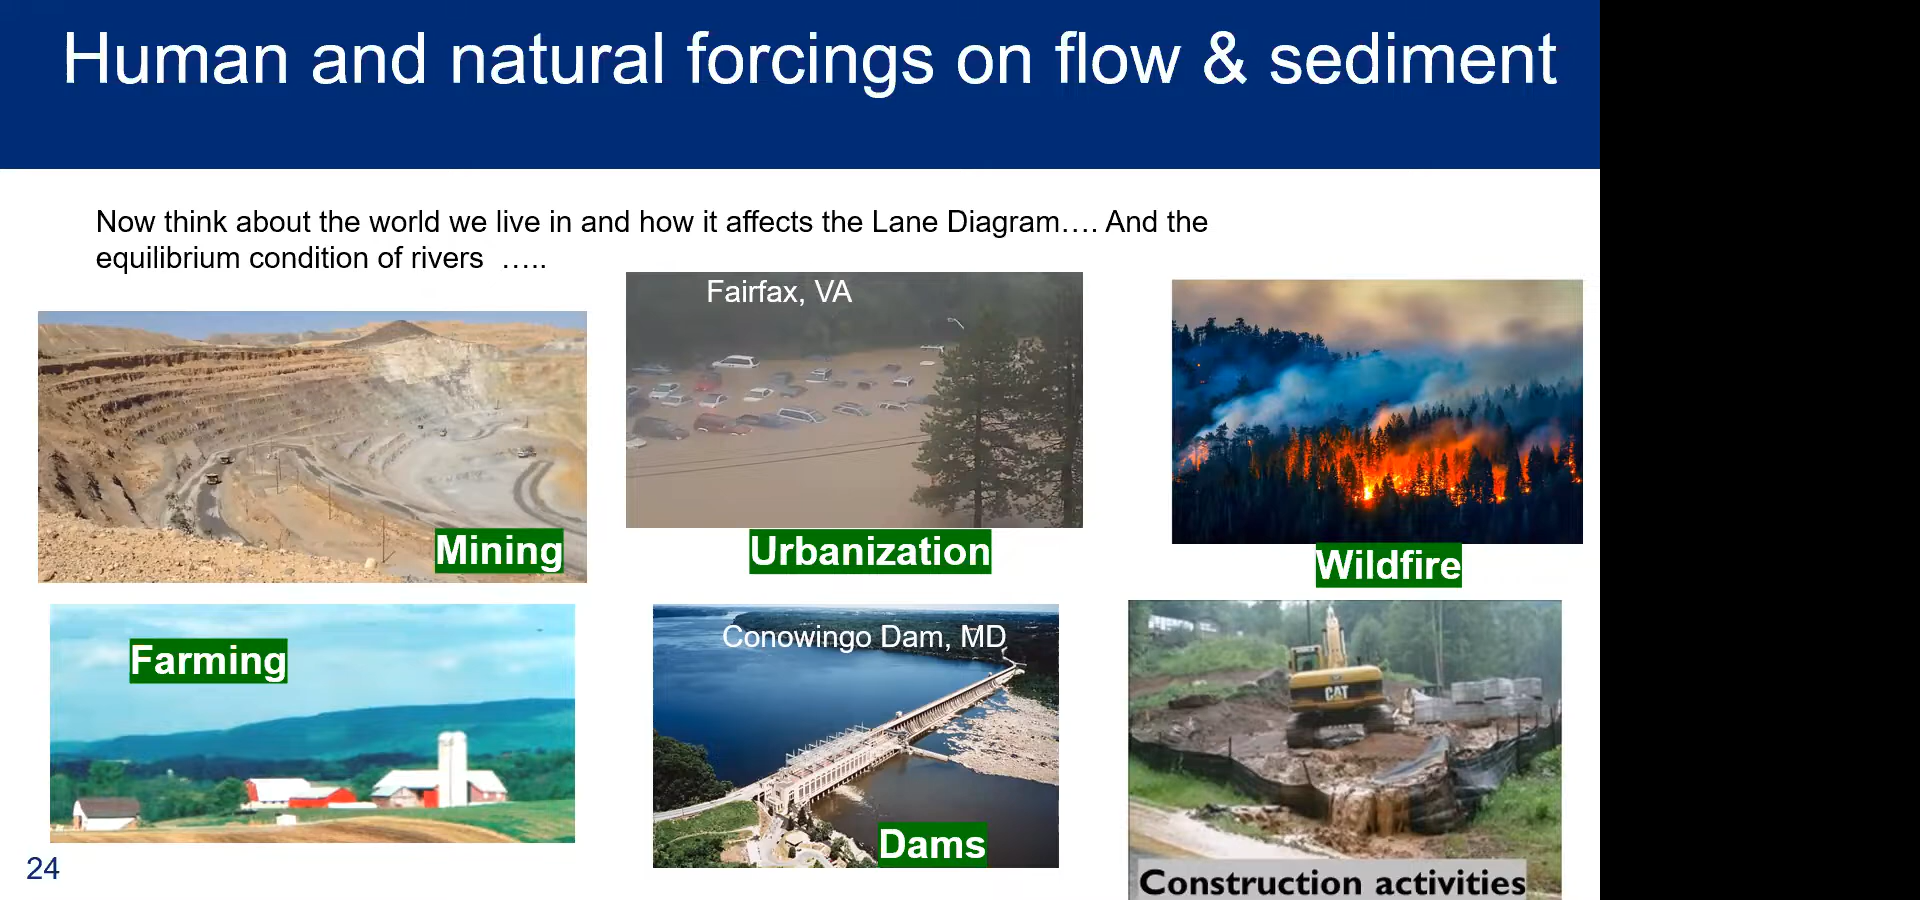 Human and natural forcings on flow & sediment
Now think about the world we live in and how it affects the Lane Diagram…. And the
equilibrium condition of rivers …..
Fairfax, VA
Mining
Urbanization
Wildfire
Farming
Conowingo Dam, MD
Dams
CAT
Construction activities
24